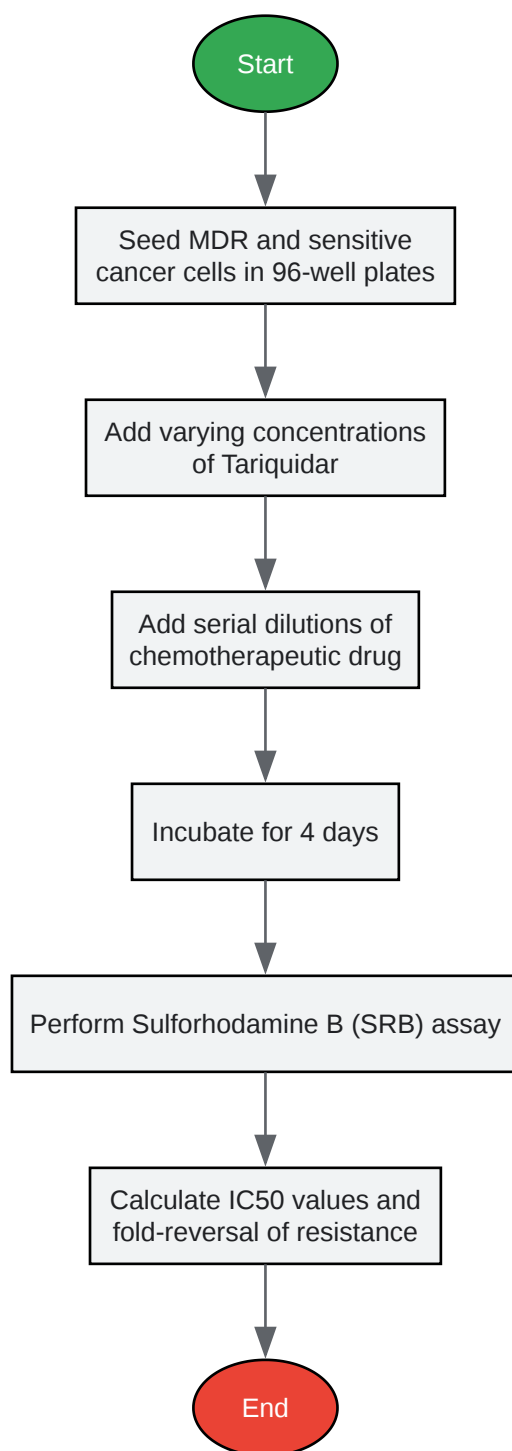 Start
Seed MDR and sensitive
cancer cells in 96-well plates
Add varying concentrations
of Tariquidar
Add serial dilutions of
chemotherapeutic drug
Incubate for 4 days
Perform Sulforhodamine B (SRB) assay
Calculate IC50 values and
fold-reversal of resistance
End